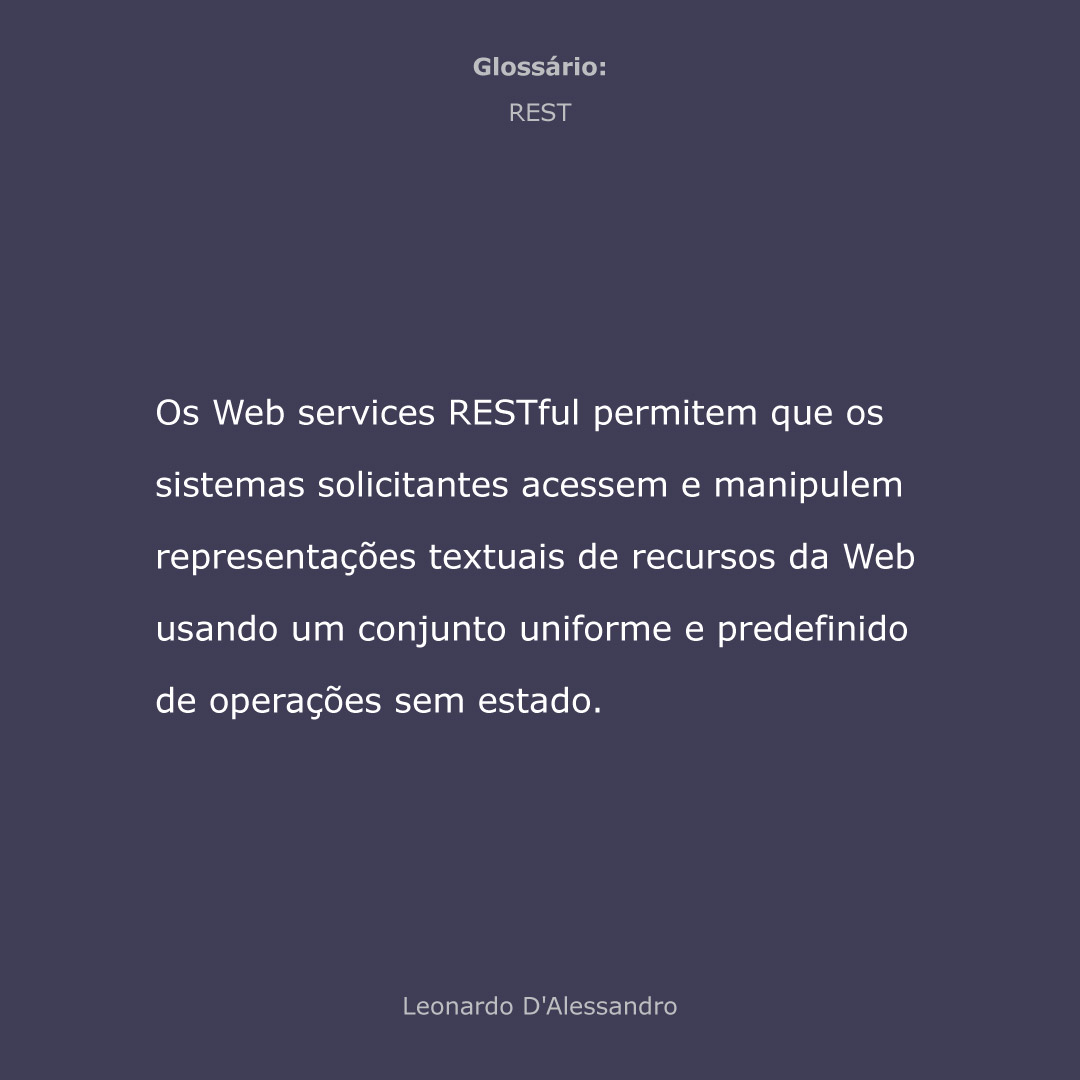 Glossário:
REST
Os Web services RESTful permitem que os
sistemas solicitantes acessem e manipulem
representações textuais de recursos da Web
usando um conjunto uniforme e predefinido
de operações sem estado.
Leonardo D'Alessandro